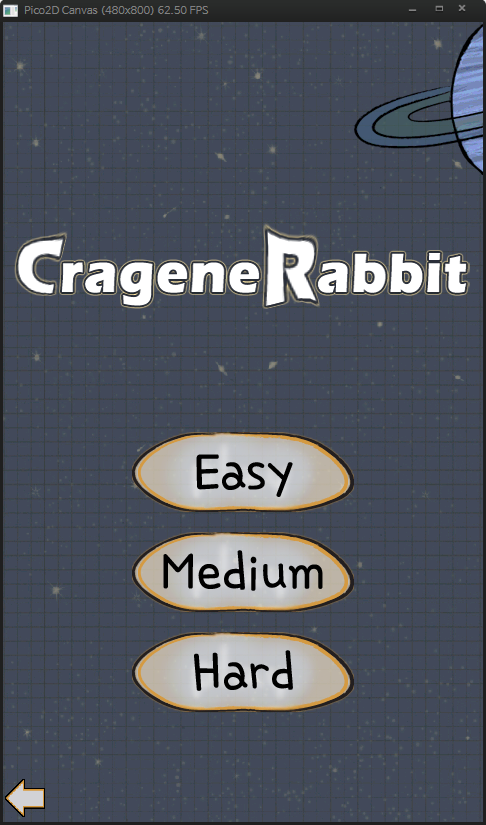 Pico2D Canvas (480x800) 62.50 FPS
CrageneRabbit
Easy
Medium
Hard